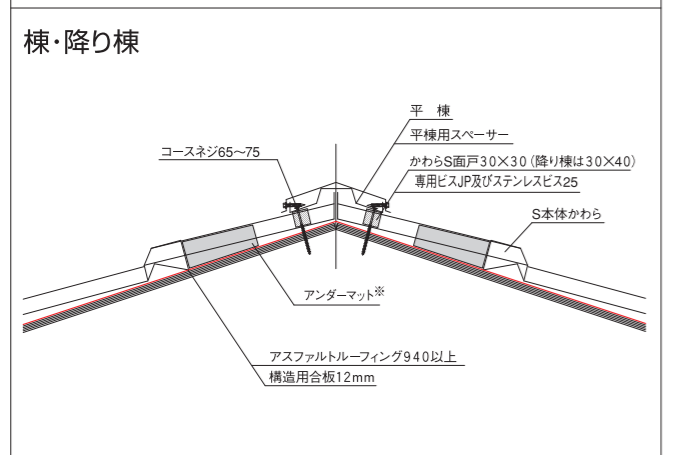 棟・降り棟
平　棟
平棟用スペーサー
コースネジ65〜75
かわらS面戸30×30（降り棟は30×40）
専用ビスJP及びステンレスビス25
S本体かわら
アンダーマット※
アスファルトルーフィング940以上
構造用合板12mm